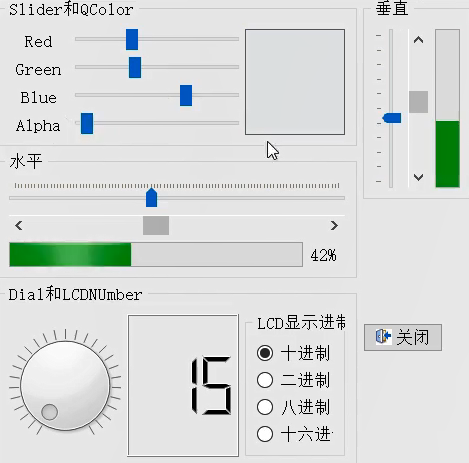 Slider和QColor
Red
Green
Blue
Alpha
垂直
水平
42%
Dial和LCDNUmber
15
LCD显示进制
十进制
二进制
八进制
十六进
关闭